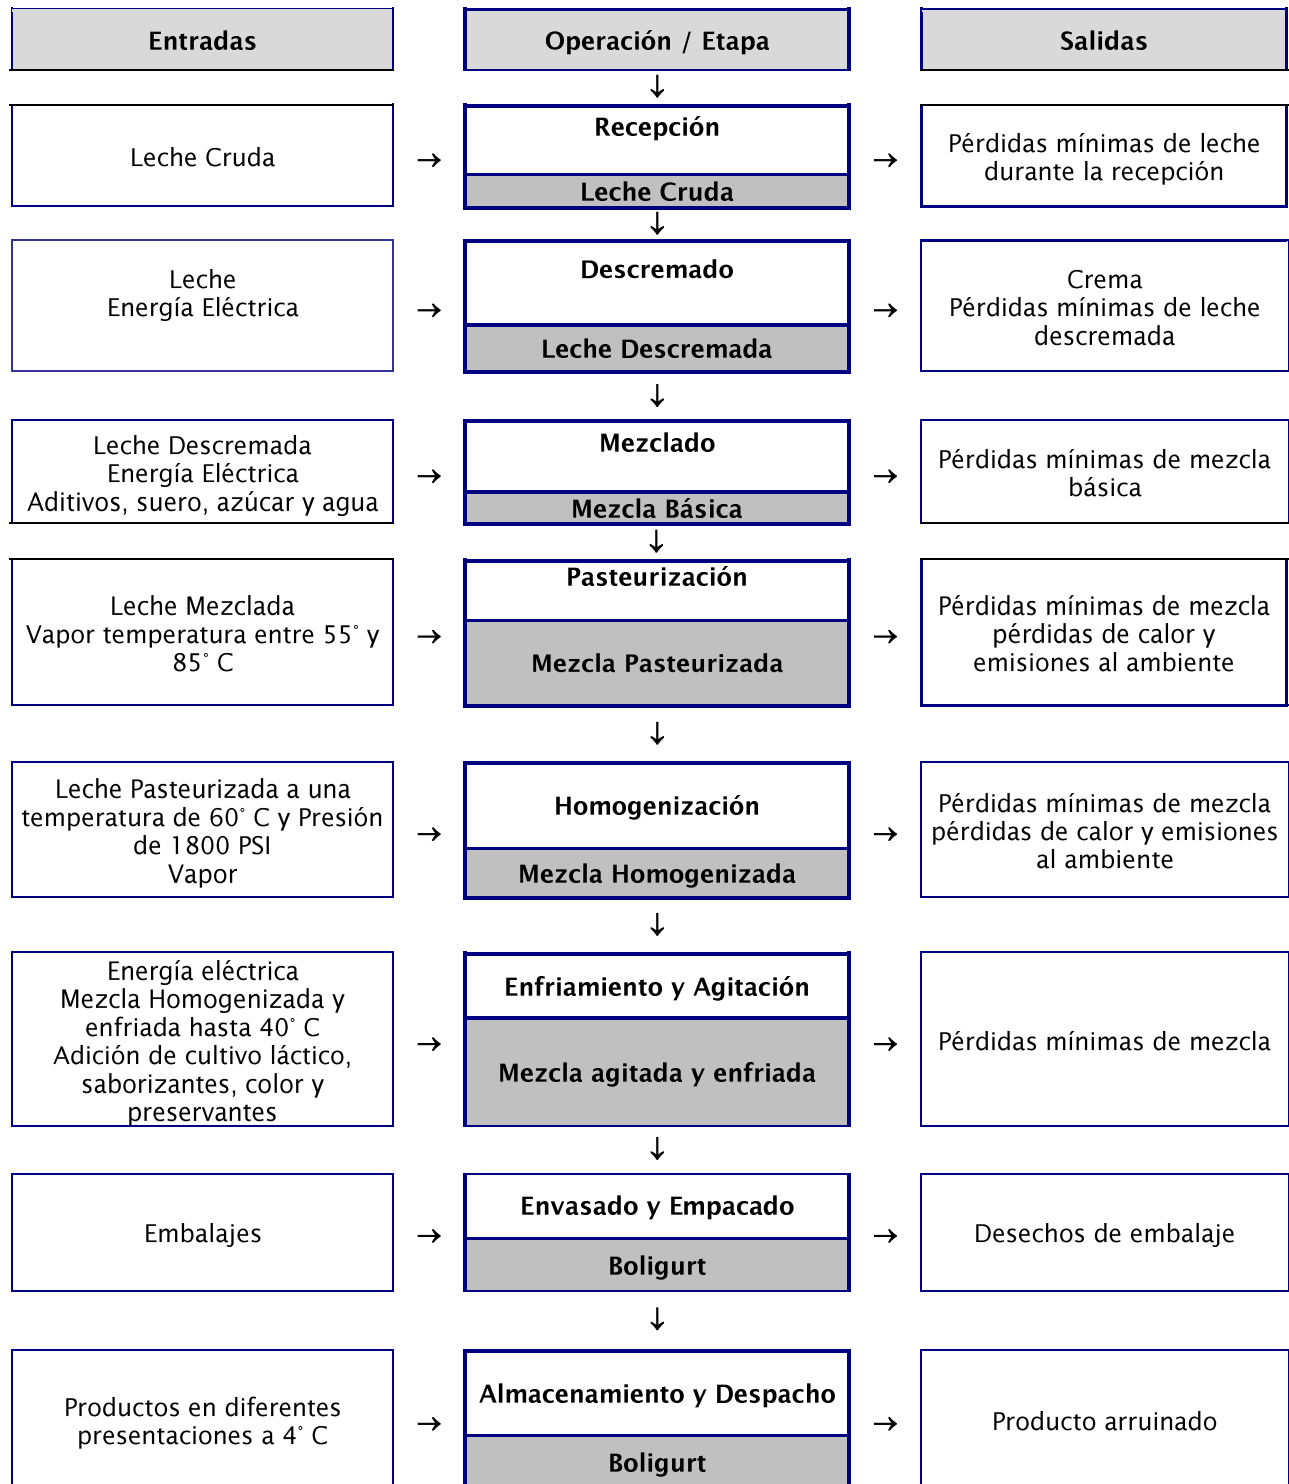 Entradas
Operación / Etapa
Salidas
↓
Leche Cruda
→
Recepción
Leche Cruda
→
Pérdidas mínimas de leche
durante la recepción
↓
Leche
Energía Eléctrica
→
Descremado
Leche Descremada
→
Crema
Pérdidas mínimas de leche
descremada
↓
Leche Descremada
Energía Eléctrica
Aditivos, suero, azúcar y agua
→
Mezclado
Mezcla Básica
→
Pérdidas mínimas de mezcla
básica
↓
Leche Mezclada
Vapor temperatura entre 55° y
85° C
→
Pasteurización
Mezcla Pasteurizada
→
Pérdidas mínimas de mezcla
pérdidas de calor y
emisiones al ambiente
↓
Leche Pasteurizada a una
temperatura de 60° C y Presión
de 1800 PSI
Vapor
→
Homogenización
Mezcla Homogenizada
→
Pérdidas mínimas de mezcla
pérdidas de calor y emisiones
al ambiente
↓
Energía eléctrica
Mezcla Homogenizada y
enfriada hasta 40° C
Adición de cultivo láctico,
saborizantes, color y
preservantes
→
Enfriamiento y Agitación
Mezcla agitada y enfriada
→
Pérdidas mínimas de mezcla
↓
Embalajes
→
Envasado y Empacado
Boligurt
→
Desechos de embalaje
↓
Productos en diferentes
presentaciones a 4° C
→
Almacenamiento y Despacho
Boligurt
→
Producto arruinado